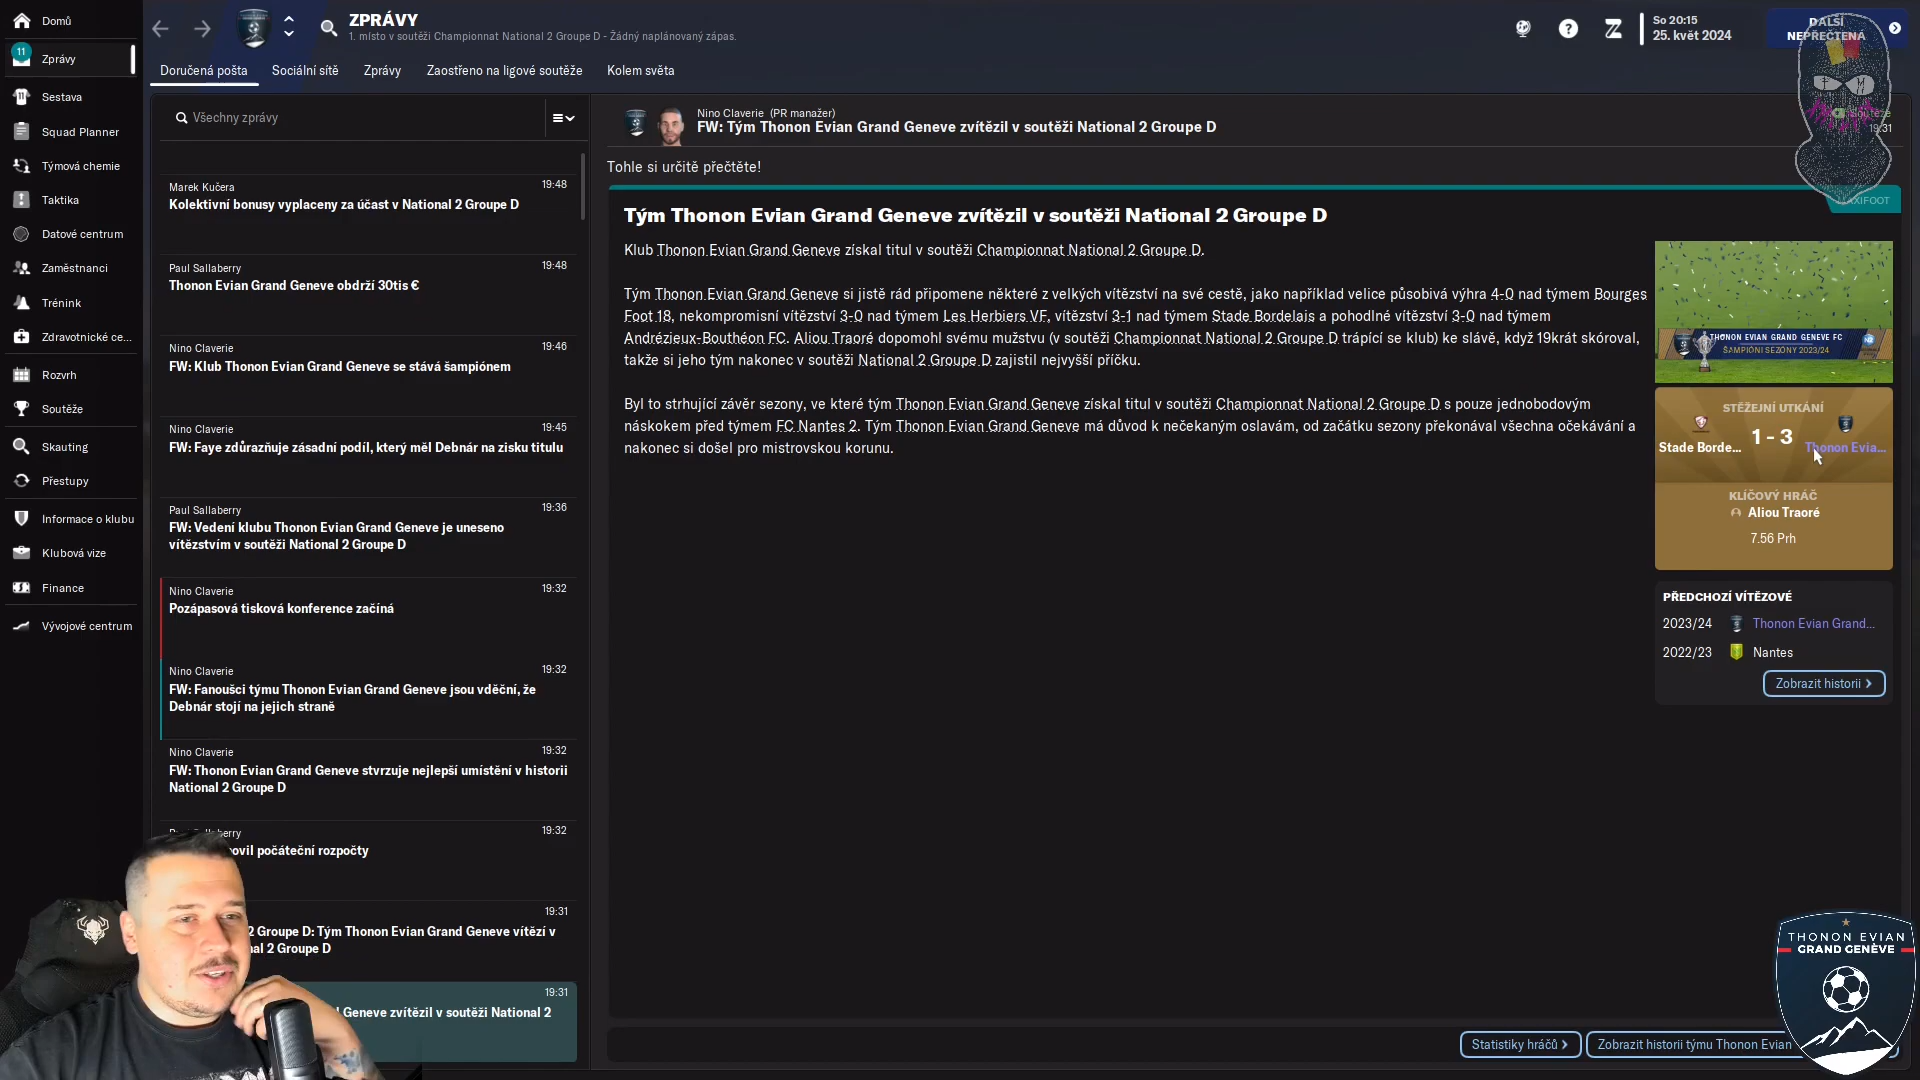 Domů
11
Zprávy
Sestava
Squad Planner
Týmová chemie
Taktika
Datové centrum
Zaměstnanci
Trénink
Zdravotnické ce...
Rozvrh
Soutěže
Skauting
Přestupy
Informace o klubu
Klubová vize
Finance
Vývojové centrum
ZPRÁVY
1. místo v soutěži Championnat National 2 Groupe D - Žádný naplánovaný zápas.
So 20:15
25. květ 2024
DALŠÍ
NEPŘEČTENÁ
Doručená pošta
Sociální sítě
Zprávy
Zaostřeno na ligové soutěže
Kolem světa
Všechny zprávy
Marek Kučera
19:48
Kolektivní bonusy vyplaceny za účast v National 2 Groupe D
Paul Sallaberry
19:48
Thonon Evian Grand Geneve obdrží 30tis €
Nino Claverie
19:46
FW: Klub Thonon Evian Grand Geneve se stává šampiónem
Nino Claverie
19:45
FW: Faye zdůrazňuje zásadní podíl, který měl Debnár na zisku titulu
Paul Sallaberry
19:36
FW: Vedení klubu Thonon Evian Grand Geneve je uneseno
vítězstvím v soutěži National 2 Groupe D
Nino Claverie
19:32
Pozápasová tisková konference začíná
Nino Claverie
19:32
FW: Fanoušci týmu Thonon Evian Grand Geneve jsou vděční, že
Debnár stojí na jejich straně
Nino Claverie
19:32
FW: Thonon Evian Grand Geneve stvrzuje nejlepší umístění v historii
National 2 Groupe D
19:32
ovil počáteční rozpočty
19:31
2 Groupe D: Tým Thonon Evian Grand Geneve vítězí v
nal 2 Groupe D
19:31
Geneve zvítězil v soutěži National 2
Nino Claverie (PR manažer)
FW: Tým Thonon Evian Grand Geneve zvítězil v soutěži National 2 Groupe D
Soutěže
19:31
Tohle si určitě přečtěte!
MAXIFOOT
Tým Thonon Evian Grand Geneve zvítězil v soutěži National 2 Groupe D
Klub Thonon Evian Grand Geneve získal titul v soutěži Championnat National 2 Groupe D.
Tým Thonon Evian Grand Geneve si jistě rád připomene některé z velkých vítězství na své cestě, jako například velice působivá výhra 4-0 nad týmem Bourges
Foot 18, nekompromisní vítězství 3-0 nad týmem Les Herbiers VF, vítězství 3-1 nad týmem Stade Bordelais a pohodlné vítězství 3-0 nad týmem
Andrézieux-Bouthéon FC. Aliou Traoré dopomohl svému mužstvu (v soutěži Championnat National 2 Groupe D trápící se klub) ke slávě, když 19krát skóroval,
takže si jeho tým nakonec v soutěži National 2 Groupe D zajistil nejvyšší příčku.
Byl to strhující závěr sezony, ve které tým Thonon Evian Grand Geneve získal titul v soutěži Championnat National 2 Groupe D s pouze jednobodovým
náskokem před týmem FC Nantes 2. Tým Thonon Evian Grand Geneve má důvod k nečekaným oslavám, od začátku sezony překonával všechna očekávání a
nakonec si došel pro mistrovskou korunu.
THONON EVIAN GRAND GENEVE FC
ŠAMPIÓNI SEZÓNY 2023/24
STĚŽEJNÍ UTKÁNÍ
Stade Borde...
1 - 3
Thonon Evia...
KLÍČOVÝ HRÁČ
Aliou Traoré
7.56 Prh
PŘEDCHOZÍ VÍTĚZOVÉ
2023/24 Thonon Evian Grand...
2022/23 Nantes
Zobrazit historii
Statistiky hráčů
Zobrazit historii týmu Thonon Evian
THONON EVIAN
GRAND GENÈVE